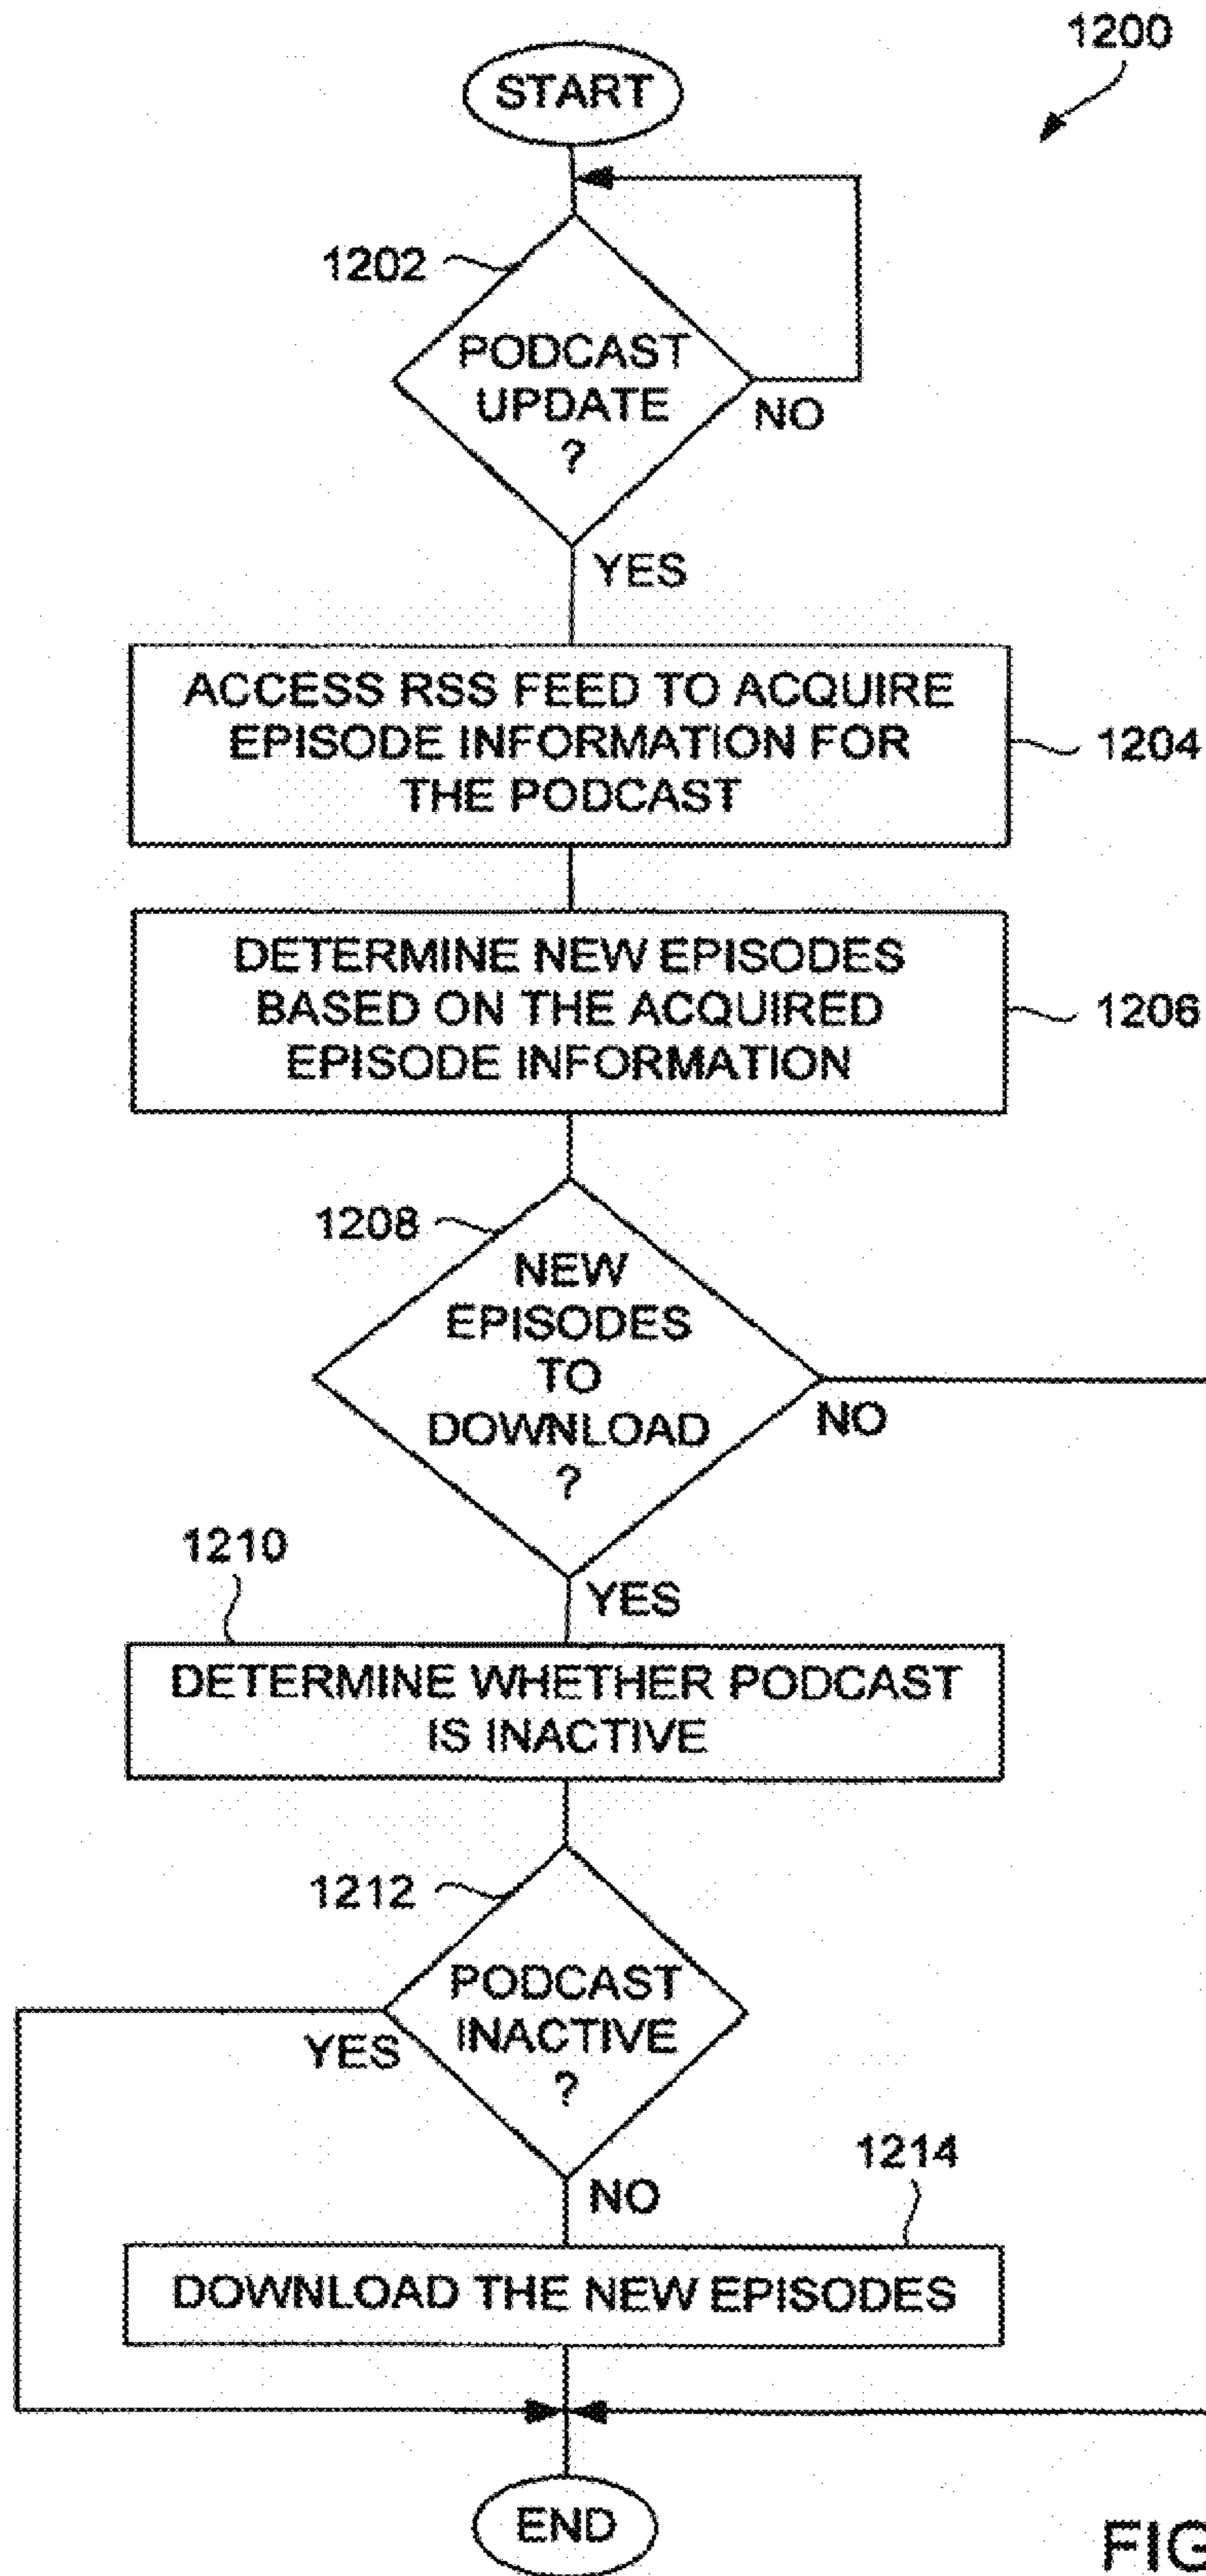 1200
START
1202
PODCAST
UPDATE
?
NO
YES
ACCESS RSS FEED TO ACQUIRE
EPISODE INFORMATION FOR
THE PODCAST
1204
DETERMINE NEW EPISODES
BASED ON THE ACQUIRED
EPISODE INFORMATION
1206
1208
NEW
EPISODES
TO
DOWNLOAD
?
NO
YES
1210
DETERMINE WHETHER PODCAST
IS INACTIVE
1212
PODCAST
INACTIVE
?
YES
NO
1214
DOWNLOAD THE NEW EPISODES
END
FIG